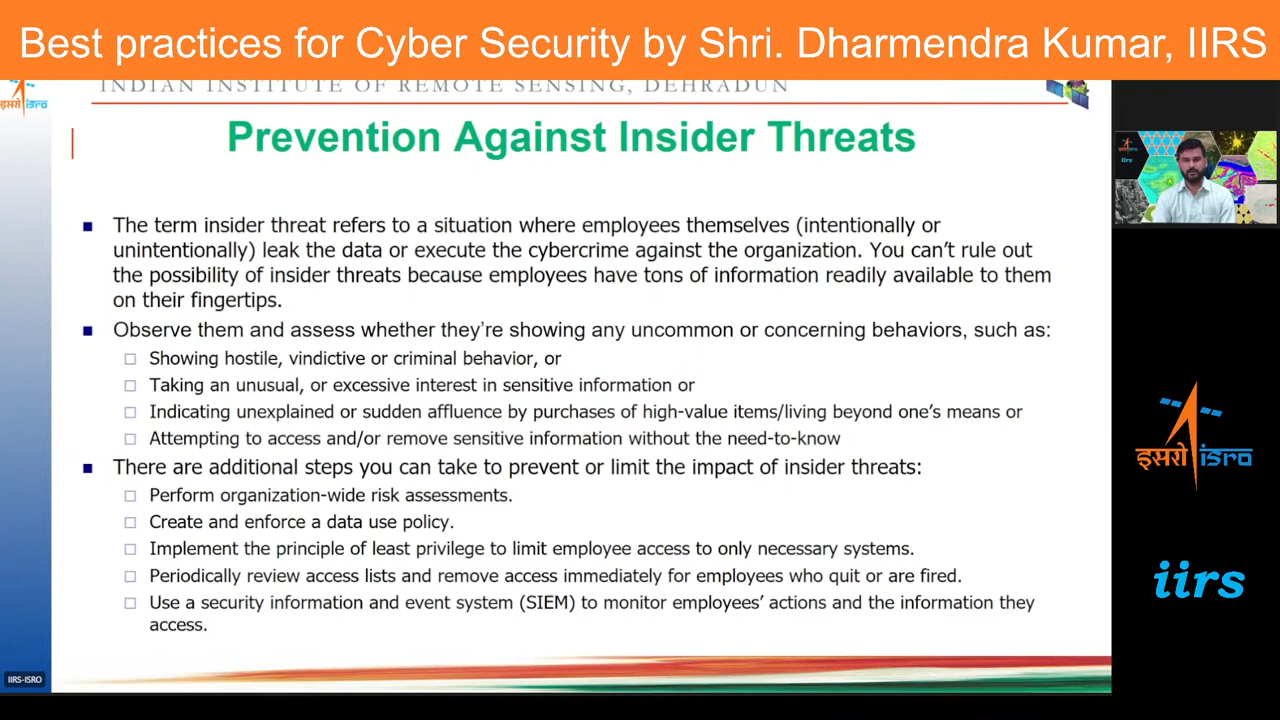 Best practices for Cyber Security by Shri. Dharmendra Kumar, IIRS
इसरो isro
INDIAN INSTITUTE OF REMOTE SENSING, DEHRADUN
Prevention Against Insider Threats
iirs
■ The term insider threat refers to a situation where employees themselves (intentionally or
unintentionally) leak the data or execute the cybercrime against the organization. You can’t rule out
the possibility of insider threats because employees have tons of information readily available to them
on their fingertips.
■ Observe them and assess whether they’re showing any uncommon or concerning behaviors, such as:
□ Showing hostile, vindictive or criminal behavior, or
□ Taking an unusual, or excessive interest in sensitive information or
□ Indicating unexplained or sudden affluence by purchases of high-value items/living beyond one’s means or
□ Attempting to access and/or remove sensitive information without the need-to-know
■ There are additional steps you can take to prevent or limit the impact of insider threats:
□ Perform organization-wide risk assessments.
□ Create and enforce a data use policy.
□ Implement the principle of least privilege to limit employee access to only necessary systems.
□ Periodically review access lists and remove access immediately for employees who quit or are fired.
□ Use a security information and event system (SIEM) to monitor employees’ actions and the information they
access.
इसरो isro
iirs
IIRS-ISRO